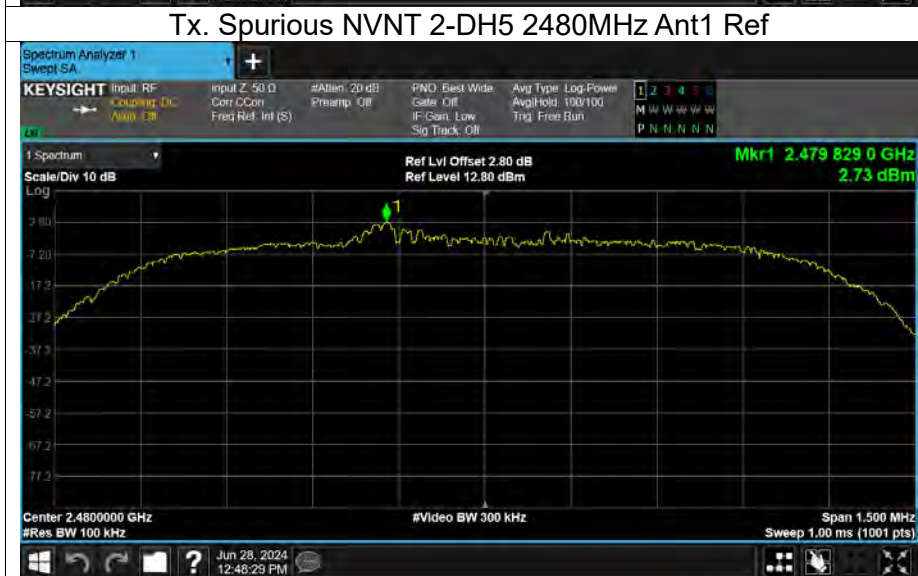 Tx. Spurious NVNT 2-DH5 2480MHz Ant1 Ref
Spectrum Analyzer 1
Swept SA
+
KEYSIGHT
Input: RF
Coupling: DC
Align: Off
Input Z: 50 Ω
Corr CCorr
Freq Ref: Int (S)
#Atten: 20 dB
Preamp: Off
PNO: Best Wide
Gate: Off
IF Gain: Low
Sig Track: Off
Avg Type: Log-Power
Avg|Hold: 100/100
Trig: Free Run
1 2 3 4 5 6
M W W W W W
P N N N N N
1 Spectrum
Scale/Div 10 dB
Log
Ref Lvl Offset 2.80 dB
Ref Level 12.80 dBm
Mkr1 2.479 829 0 GHz
2.73 dBm
1
2.80
-7.20
-17.2
-27.2
-37.2
-47.2
-57.2
-67.2
-77.2
Center 2.4800000 GHz
#Res BW 100 kHz
#Video BW 300 kHz
Span 1.500 MHz
Sweep 1.00 ms (1001 pts)
?
Jun 28, 2024
12:48:29 PM